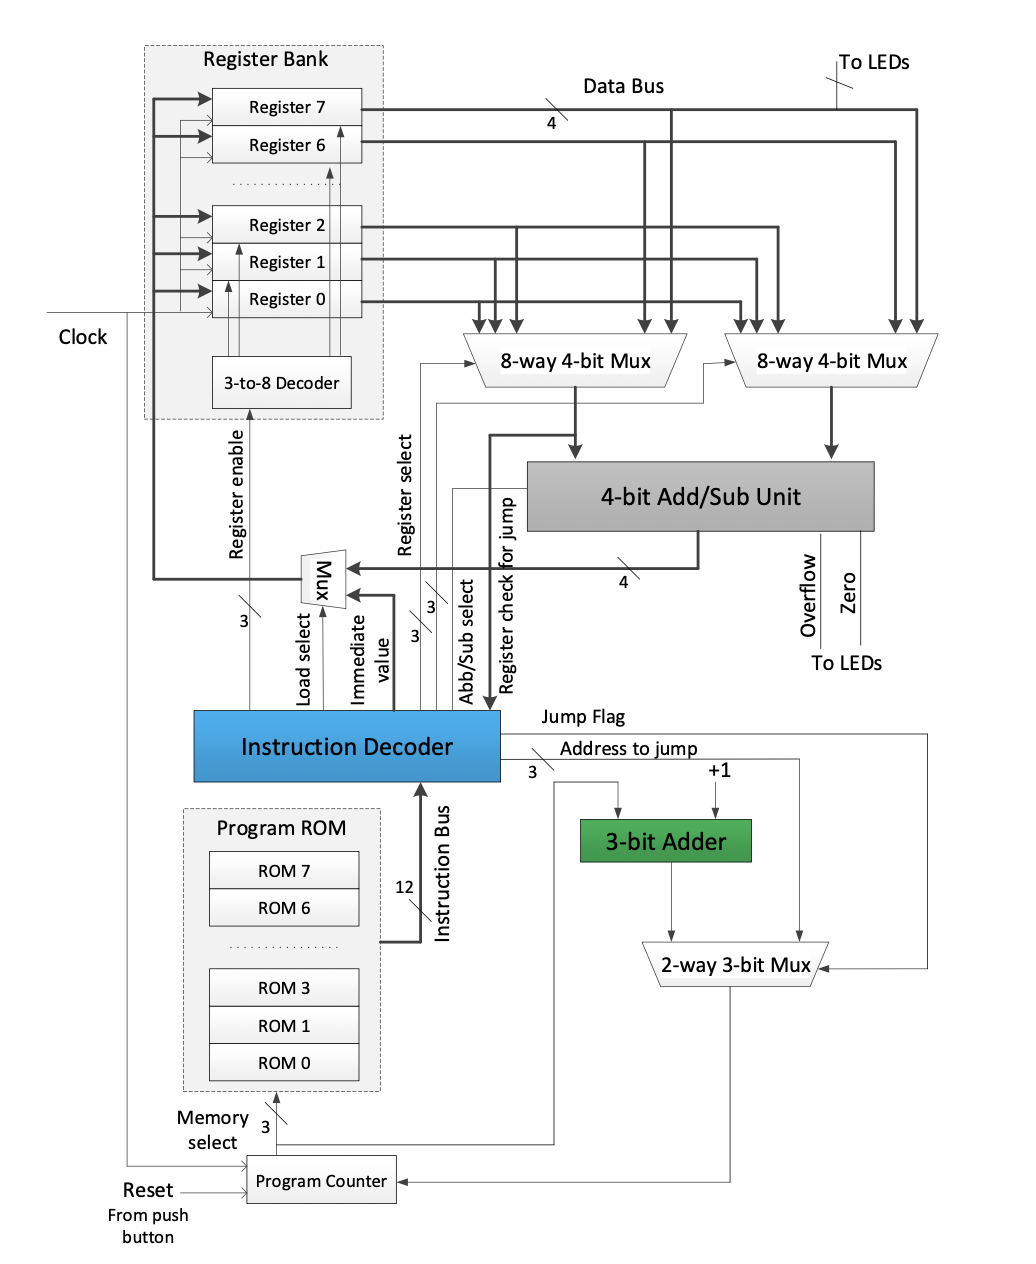 Register Bank
To LEDs
Data Bus
Register 7
4
Register 6
Register 2
Register 1
Register 0
Clock
8-way 4-bit Mux
8-way 4-bit Mux
3-to-8 Decoder
Register enable
Register select
4-bit Add/Sub Unit
Register check for jump
Mux
4
Overflow
Zero
3
3
3
Load select
Immediate
value
Abb/Sub select
To LEDs
Instruction Decoder
Jump Flag
Address to jump
3
+1
Program ROM
3-bit Adder
ROM 7
12
Instruction Bus
ROM 6
2-way 3-bit Mux
ROM 3
ROM 1
ROM 0
Memory
select
3
Program Counter
Reset
From push
button